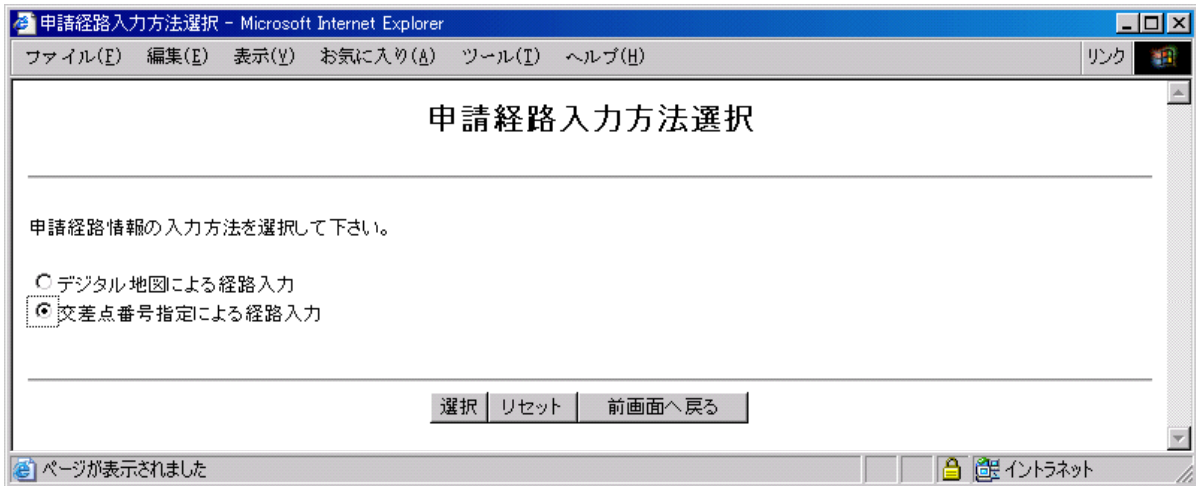 申請経路入力方法選択 - Microsoft Internet Explorer
ファイル(F) 編集(E) 表示(V) お気に入り(A) ツール(T) ヘルプ(H) リンク
申請経路入力方法選択
申請経路情報の入力方法を選択して下さい。
デジタル地図による経路入力
交差点番号指定による経路入力
選択 リセット 前画面へ戻る
ページが表示されました イントラネット